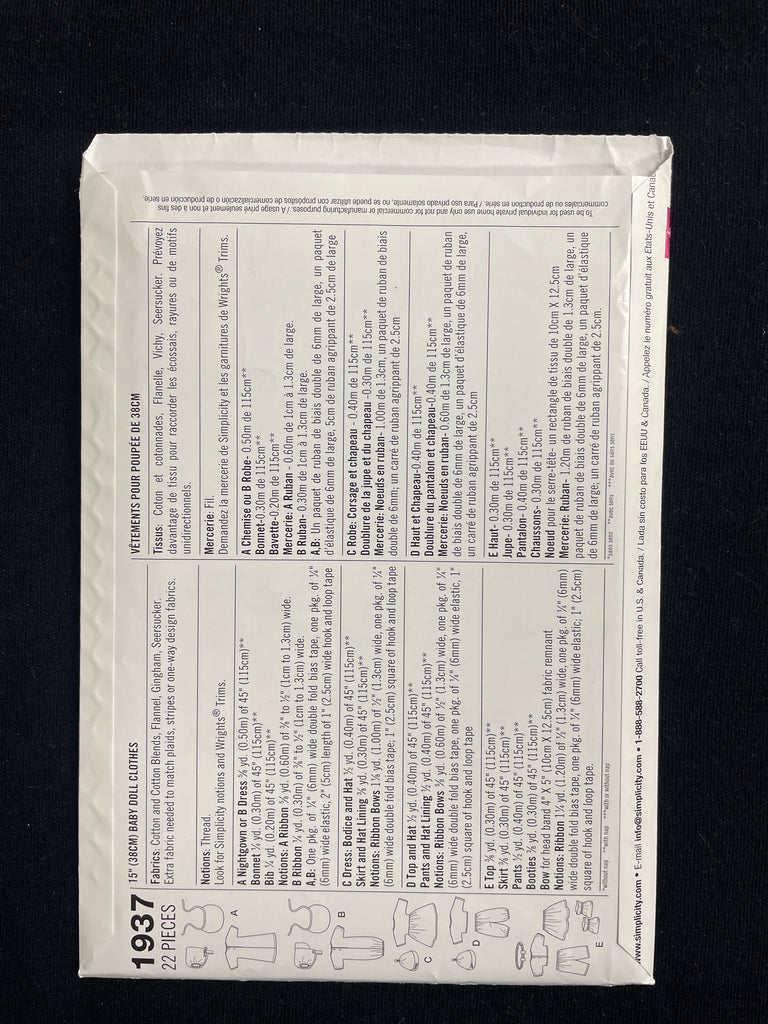 1937
22 PIECES
A
B
C
D
E
15" (38CM) BABY DOLL CLOTHES
Fabrics: Cotton and Cotton Blends, Flannel, Gingham, Seersucker.
Extra fabric needed to match plaids, stripes or one-way design fabrics.
Notions: Thread.
Look for Simplicity notions and Wrights® Trims.
A Nightgown or B Dress ⅝ yd. (0.50m) of 45" (115cm)**
Bonnet ¼ yd. (0.30m) of 45" (115cm)**
Bib ¼ yd. (0.20m) of 45" (115cm)**
Notions: A Ribbon ⅝ yd. (0.60m) of ⅜" to ½" (1cm to 1.3cm) wide.
B Ribbon ¼ yd. (0.30m) of ⅜" to ½" (1cm to 1.3cm) wide.
A,B: One pkg. of ¼" (6mm) wide double fold bias tape, one pkg. of ¼"
(6mm) wide elastic, 2" (5cm) length of 1" (2.5cm) wide hook and loop tape
C Dress: Bodice and Hat ½ yd. (0.40m) of 45" (115cm)**
Skirt and Hat Lining ⅜ yd. (0.30m) of 45" (115cm)**
Notions: Ribbon Bows 1⅛ yd. (1.00m) of ½" (1.3cm) wide, one pkg. of ¼"
(6mm) wide double fold bias tape; 1" (2.5cm) square of hook and loop tape
D Top and Hat ½ yd. (0.40m) of 45" (115cm)**
Pants and Hat Lining ½ yd. (0.40m) of 45" (115cm)**
Notions: Ribbon Bows ⅝ yd. (0.60m) of ½" (1.3cm) wide, one pkg. of ¼"
(6mm) wide double fold bias tape, one pkg. of ¼" (6mm) wide elastic, 1"
(2.5cm) square of hook and loop tape
E Top ⅜ yd. (0.30m) of 45" (115cm)**
Skirt ⅜ yd. (0.30m) of 45" (115cm)**
Pants ½ yd. (0.40m) of 45" (115cm)**
Booties ⅜ yd. (0.30m) of 45" (115cm)**
Bow for head band 4" X 5" (10cm X 12.5cm) fabric remnant
Notions: Ribbon 1¼ yd. (1.20m) of ½" (1.3cm) wide, one pkg. of ¼" (6mm)
wide double fold bias tape, one pkg. of ¼" (6mm) wide elastic; 1" (2.5cm)
square of hook and loop tape.
*without nap **with nap ***with or without nap
VÊTEMENTS POUR POUPÉE DE 38CM
Tissus: Coton et cotonnades, Flanelle, Vichy, Seersucker. Prévoyez
davantage de tissu pour raccorder les écossais, rayures ou de motifs
unidirectionnels.
Mercerie: Fil.
Demandez la mercerie de Simplicity et les garnitures de Wrights® Trims.
A Chemise ou B Robe- 0.50m de 115cm**
Bonnet-0.30m de 115cm**
Bavette-0.20m de 115cm**
Mercerie: A Ruban - 0.60m de 1cm à 1.3cm de large.
B Ruban- 0.30m de 1cm à 1.3cm de large.
A.B: Un paquet de ruban de biais double de 6mm de large, un paquet
d'élastique de 6mm de large, 5cm de ruban agrippant de 2.5cm de large
C Robe: Corsage et chapeau - 0.40m de 115cm**
Doublure de la jupe et du chapeau -0.30m de 115cm**
Mercerie: Noeuds en ruban- 1.00m de 1.3cm, un paquet de ruban de biais
double de 6mm; un carré de ruban agrippant de 2.5cm
D Haut et Chapeau-0.40m de 115cm**
Doublure du pantalon et chapeau-0.40m de 115cm**
Mercerie: Noeuds en ruban- 0.60m de 1.3cm de large, un paquet de ruban
de biais double de 6mm de large, un paquet d'élastique de 6mm de large,
un carré de ruban agrippant de 2.5cm
E Haut- 0.30m de 115cm**
Jupe- 0.30m de 115cm**
Pantalon- 0.40m de 115cm**
Chaussons- 0.30m de 115cm**
Noeud pour le serre-tête- un rectangle de tissu de 10cm X 12.5cm
Mercerie: Ruban- 1.20m de ruban de biais double de 1.3cm de large, un
paquet de ruban de biais double de 6mm de large, un paquet d'élastique
de 6mm de large; un carré de ruban agrippant de 2.5cm.
*sans sens **avec sens ***avec ou sans sens
To be used for individual private home use only and not for commercial or manufacturing purposes. / A usage privé seulement et non à des fins
commerciales ou de production en série. / Para uso privado solamente, no se puede utilizar con propósitos de comercialización o de producción en serie.
www.simplicity.com • E-mail info@simplicity.com • 1-888-588-2700 Call toll-free in U.S. & Canada. / Lada sin costo para los EEUU & Canada. / Appelez le numéro gratuit aux Etats-Unis et Canada